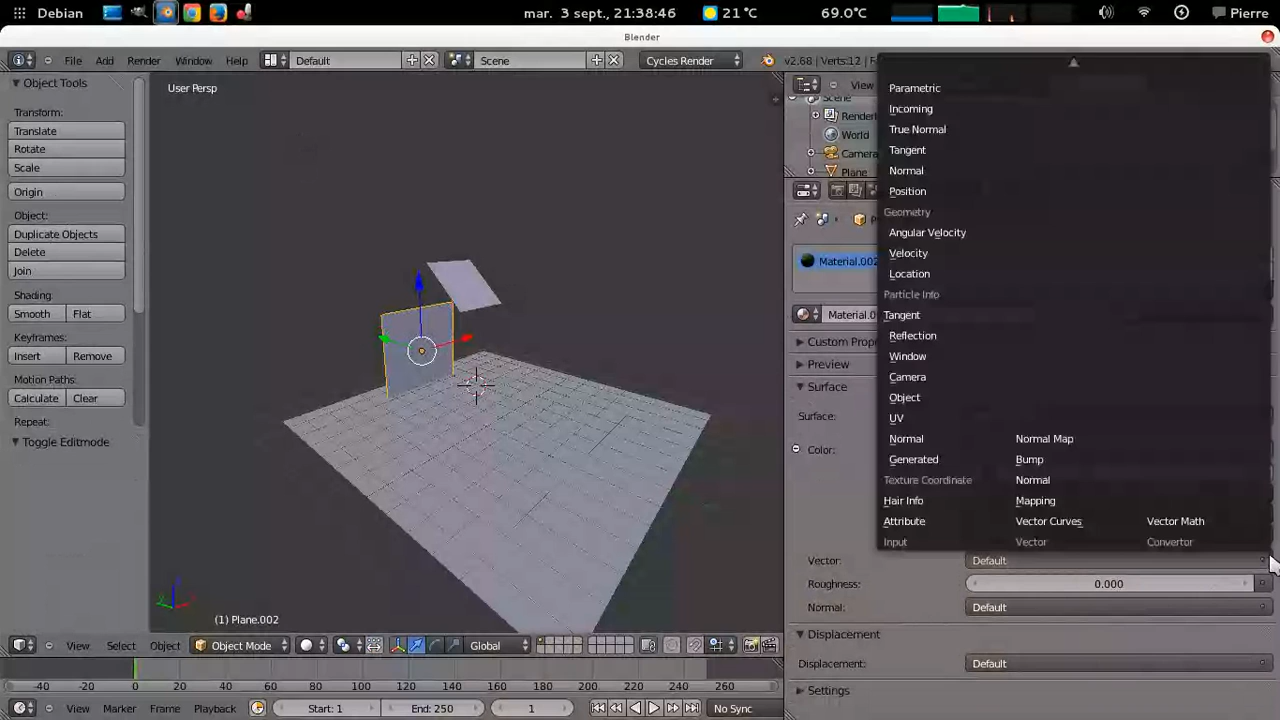 Debian mar. 3 sept., 21:38:46 21 °C 69.0°C Pierre
Blender
File Add Render Window Help Default Scene Cycles Render v2.68 | Verts:12 | F
Object Tools
Transform:
Translate
Rotate
Scale
Origin
Object:
Duplicate Objects
Delete
Join
Shading:
Smooth Flat
Keyframes:
Insert Remove
Motion Paths:
Calculate Clear
Repeat:
Toggle Editmode
User Persp
(1) Plane.002
View Select Object Object Mode Global
-40 -20 0 20 40 60 80 100 120 140 160 180 200 220 240 260
View Marker Frame Playback Start: 1 End: 250 1 No Sync
View
Scene
Render
World
Camera
Plane
Material.002
Material.0
Custom Prop
Preview
Surface
Surface:
Color:
Parametric
Incoming
True Normal
Tangent
Normal
Position
Geometry
Angular Velocity
Velocity
Location
Particle Info
Tangent
Reflection
Window
Camera
Object
UV
Normal Normal Map
Generated Bump
Texture Coordinate Normal
Hair Info Mapping
Attribute Vector Curves Vector Math
Input Vector Convertor
Vector: Default
Roughness: 0.000
Normal: Default
Displacement
Displacement: Default
Settings